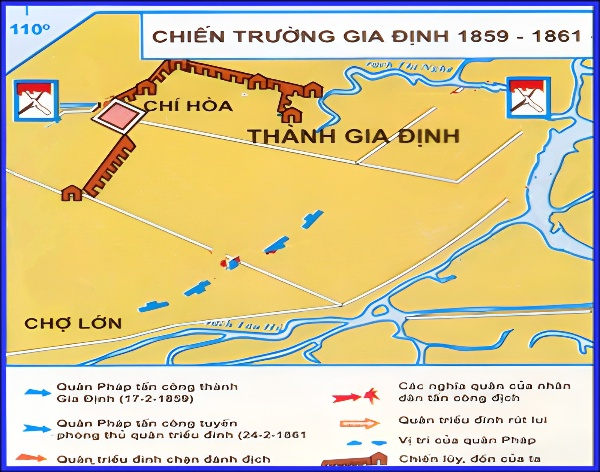 110º
CHIẾN TRƯỜNG GIA ĐỊNH 1859 - 1861 -
CHÍ HÒA
THÀNH GIA ĐỊNH
CHỢ LỚN
Quân Pháp tấn công thành
Gia Định (17-2-1859)
Quân Pháp tấn công tuyến
phòng thủ quân triều đình (24-2-1861
Quân triều đình chặn đánh địch
Các nghĩa quân của nhân
dân tấn công địch
Quân triều đình rút lui
Vị trí của quân Pháp
Chiến lũy, đồn của ta